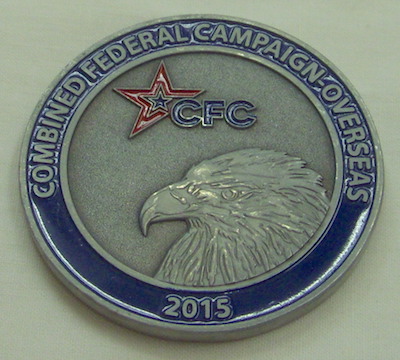 COMBINED FEDERAL CAMPAIGN-OVERSEAS
CFC
2015